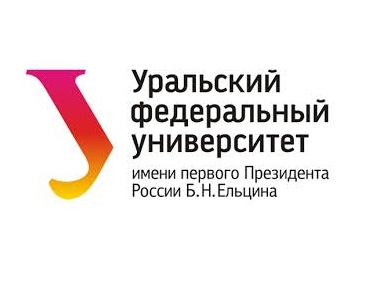 У
Уральский
федеральный
университет
имени первого Президента
России Б.Н.Ельцина